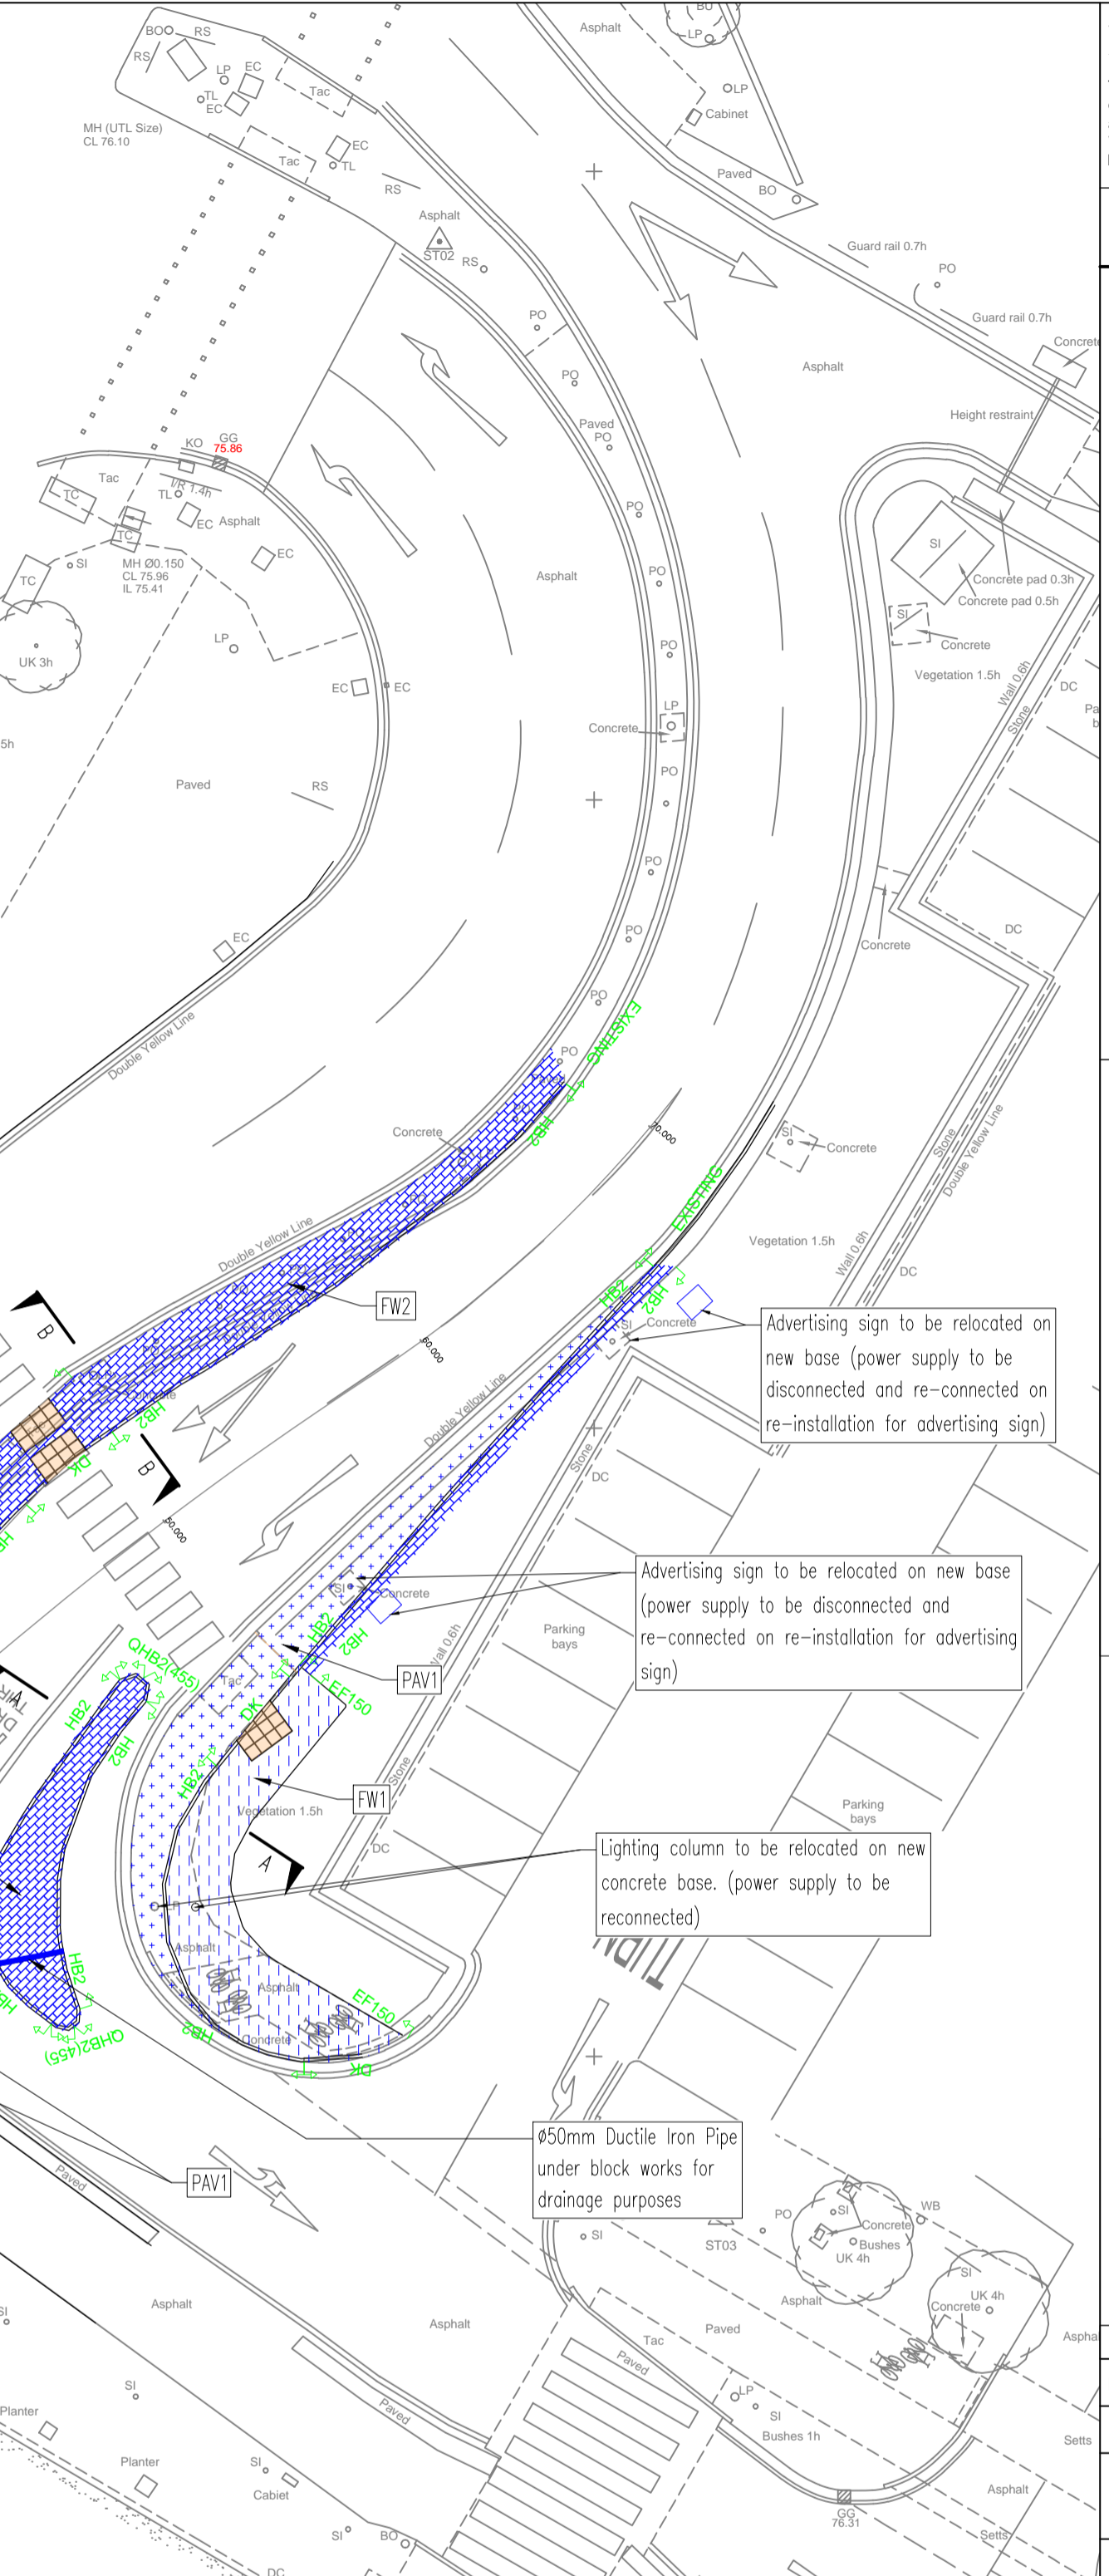 BO
RS
BU
Asphalt
LP
RS
LP
EC
TL
EC
Tac
LP
Cabinet
MH (UTL Size)
CL 76.10
EC
Tac
TL
RS
Paved
BO
Asphalt
ST02
RS
Guard rail 0.7h
PO
PO
Guard rail 0.7h
Concrete
Asphalt
PO
Height restraint
Paved
PO
KO
GG
75.86
Tac
I/R 1.4h
TC
TL
EC
Asphalt
PO
TC
EC
SI
MH Ø0.150
CL 75.96
IL 75.41
TC
Asphalt
PO
SI
Concrete pad 0.3h
Concrete pad 0.5h
SI
LP
PO
Concrete
UK 3h
Vegetation 1.5h
Wall 0.6h
Stone
EC
EC
DC
LP
Concrete
5h
PO
Paved
RS
PO
EC
PO
DC
Concrete
PO
EXISTING
Double Yellow Line
PO
HB2
Concrete
70.000
SI
Concrete
Stone
Double Yellow Line
EXISTING
Double Yellow Line
Vegetation 1.5h
Wall 0.6h
DC
HB2
HB2
FW2
B
SI
Concrete
Advertising sign to be relocated on
new base (power supply to be
disconnected and re-connected on
re-installation for advertising sign)
60.000
HB2
Double Yellow Line
DK
B
Stone
DC
50.000
SI
Concrete
Advertising sign to be relocated on new base
(power supply to be disconnected and
re-connected on re-installation for advertising
sign)
HB2
HB2
Parking
bays
Wall 0.6h
QHB2(455)
PAV1
Tac
EF150
DK
A
HB2
HB2
HB2
Stone
FW1
Vegetation 1.5h
Parking
bays
DC
A
Lighting column to be relocated on new
concrete base. (power supply to be
reconnected)
LP
Asphalt
TURN
HB2
Asphalt
EF150
HB2
Concrete
DK
QHB2(455)
Ø50mm Ductile Iron Pipe
under block works for
drainage purposes
PAV1
Paved
SI
ST03
PO
SI
Concrete
Bushes
UK 4h
WB
SI
UK 4h
Concrete
Asphalt
Asphalt
Asphalt
SI
Tac
Paved
Paved
SI
LP
SI
Bushes 1h
Planter
Paved
Setts
Planter
SI
Cabiet
Asphalt
GG
76.31
SI
BO
Setts
DC